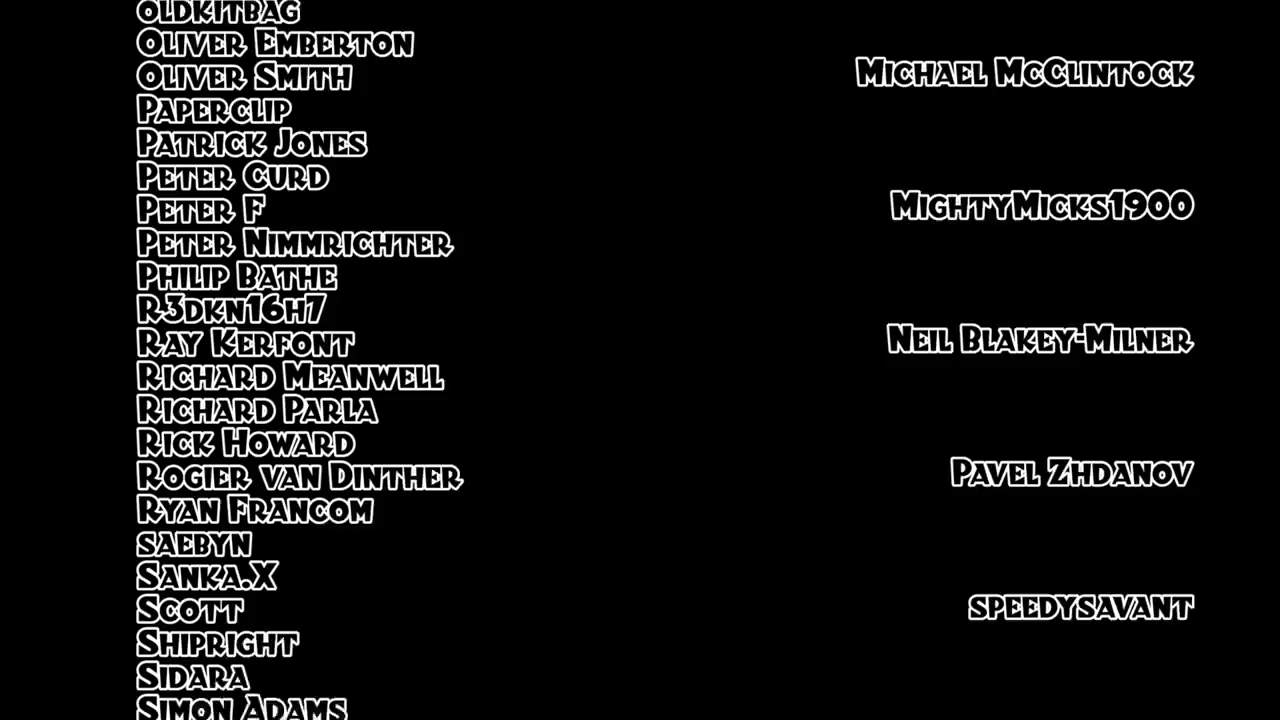 oldkitbag
Oliver Emberton
Oliver Smith
Paperclip
Patrick Jones
Peter Curd
Peter F
Peter Nimmrichter
Philip Bathe
R3dkn16h7
Ray Kerfont
Richard Meanwell
Richard Parla
Rick Howard
Rogier van Dinther
Ryan Francom
saebyn
Sanka.X
Scott
Shipright
Sidara
Simon Adams
Michael McClintock
MightyMicks1900
Neil Blakey-Milner
Pavel Zhdanov
speedysavant